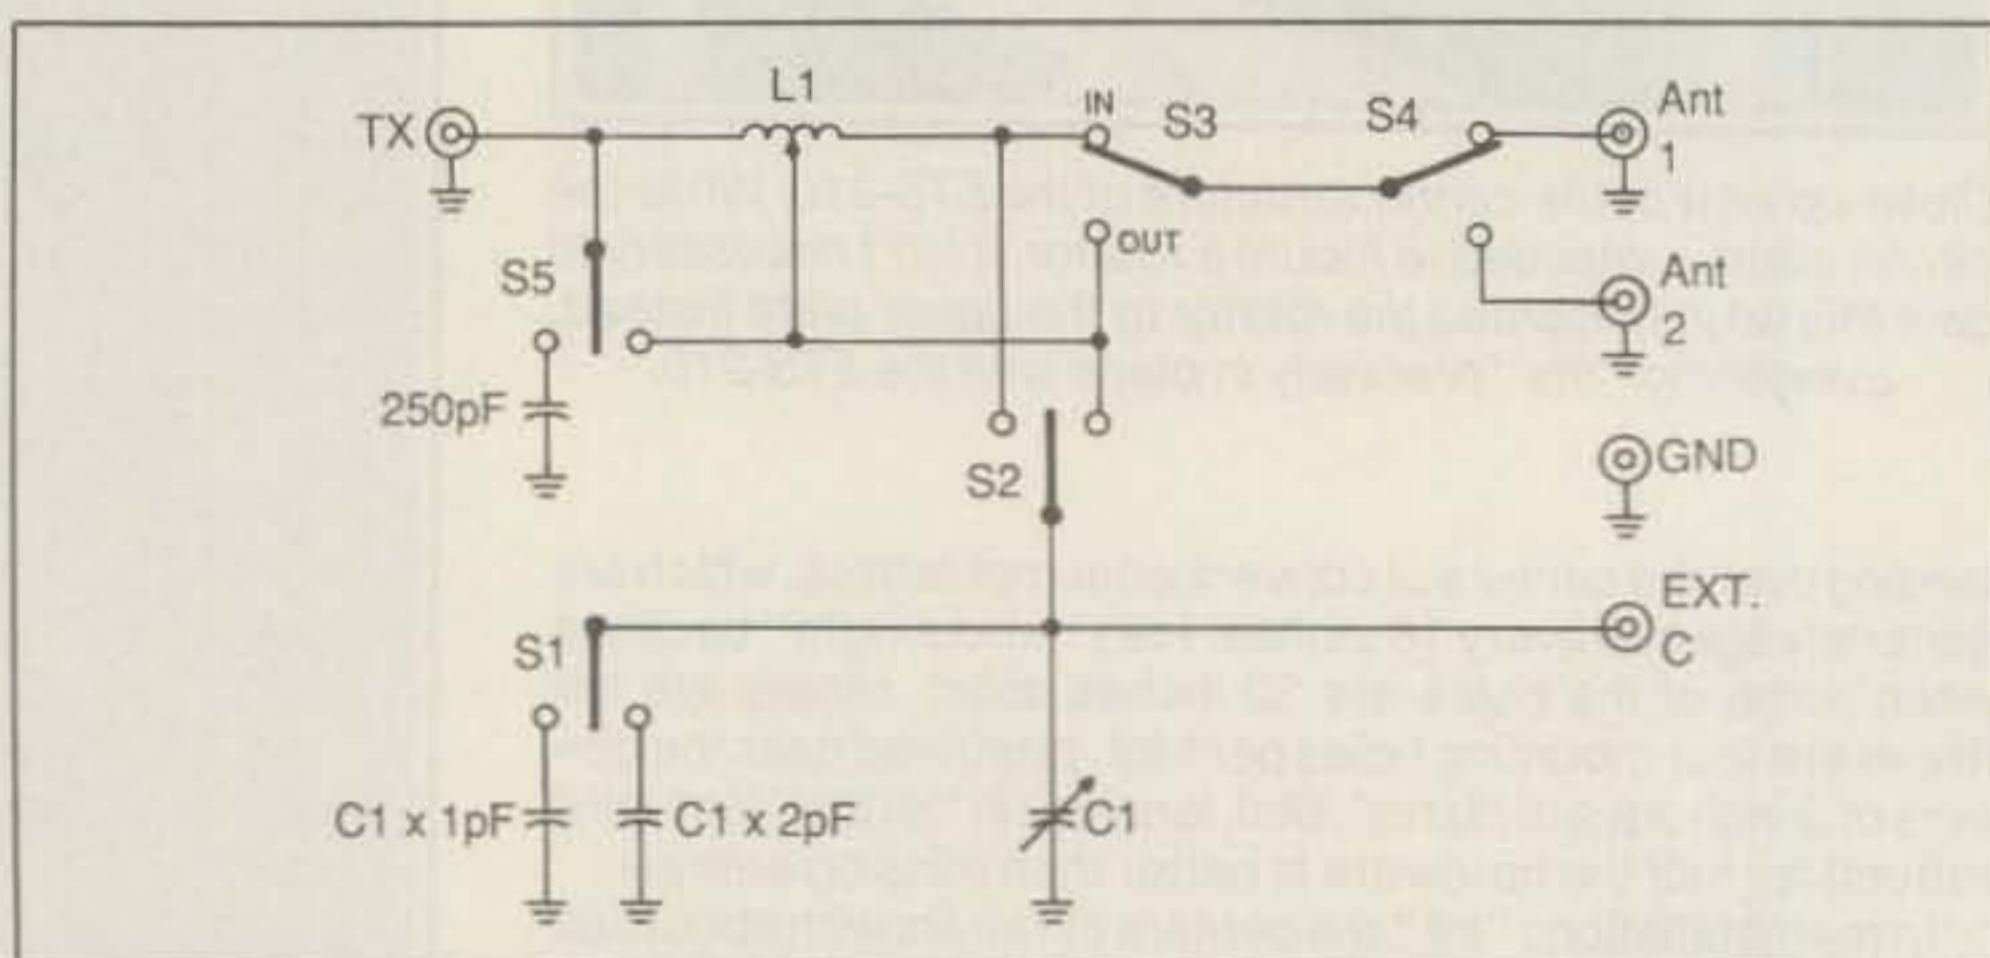 TX
L1
IN
S3
S4
Ant
1
S5
OUT
Ant
2
250pF
S2
GND
S1
EXT.
C
C1 x 1pF
C1 x 2pF
C1